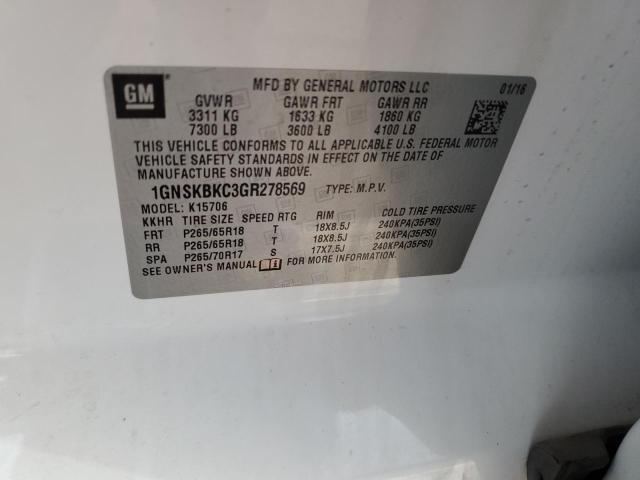 GM
MFD BY GENERAL MOTORS LLC 01/16
GVWR GAWR FRT GAWR RR
3311 KG 1633 KG 1860 KG
7300 LB 3600 LB 4100 LB
THIS VEHICLE CONFORMS TO ALL APPLICABLE U.S. FEDERAL MOTOR
VEHICLE SAFETY STANDARDS IN EFFECT ON THE DATE OF
MANUFACTURE SHOWN ABOVE.
1GNSKBKC3GR278569 TYPE: M.P.V.
MODEL: K15706
KKHR TIRE SIZE SPEED RTG RIM COLD TIRE PRESSURE
FRT P265/65R18 T 18X8.5J 240KPA(35PSI)
RR P265/65R18 T 18X8.5J 240KPA(35PSI)
SPA P265/70R17 S 17X7.5J 240KPA(35PSI)
SEE OWNER'S MANUAL FOR MORE INFORMATION.